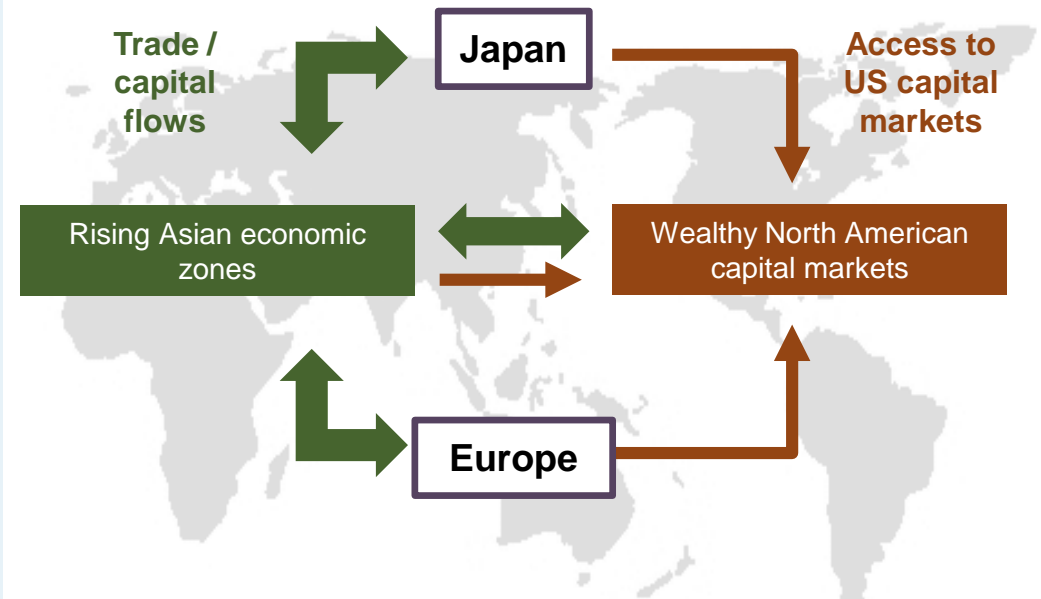 Trade /
capital
flows
Japan
Access to
US capital
markets
Rising Asian economic
zones
Wealthy North American
capital markets
Europe